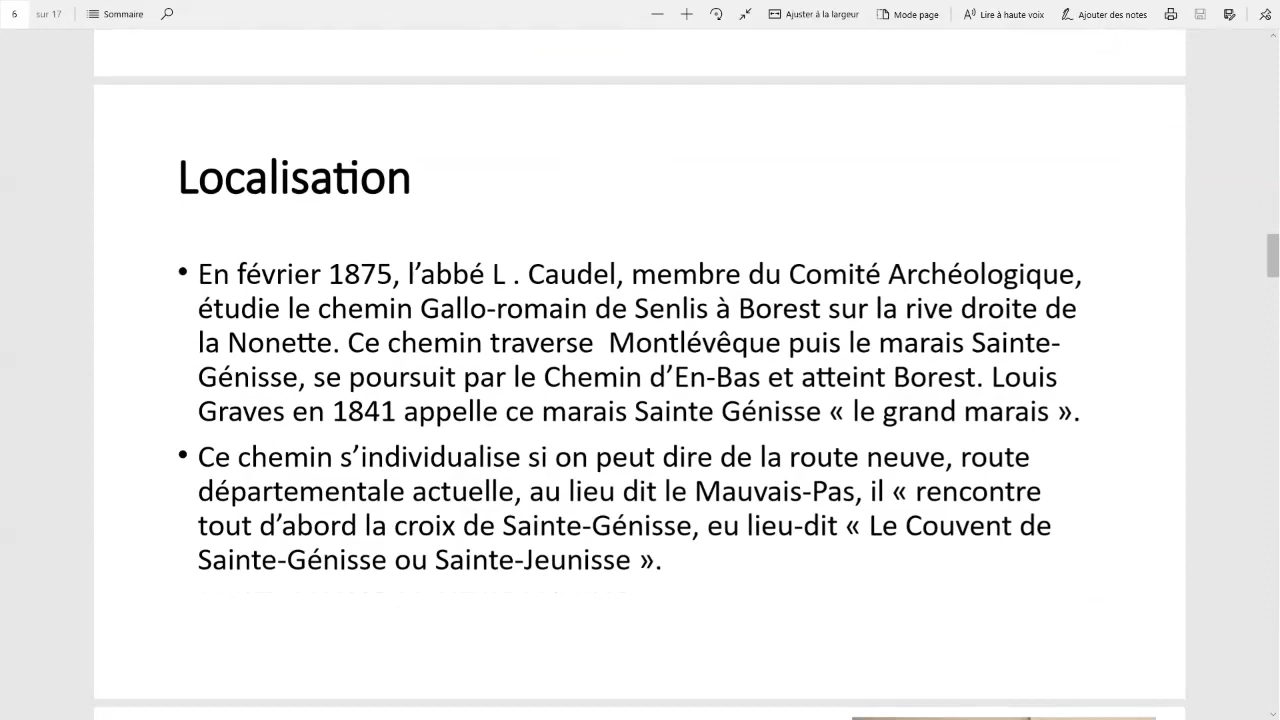 6 sur 17 Sommaire Ajuster à la largeur Mode page Lire à haute voix Ajouter des notes
Localisation
• En février 1875, l’abbé L . Caudel, membre du Comité Archéologique,
étudie le chemin Gallo-romain de Senlis à Borest sur la rive droite de
la Nonette. Ce chemin traverse  Montlévêque puis le marais Sainte-
Génisse, se poursuit par le Chemin d’En-Bas et atteint Borest. Louis
Graves en 1841 appelle ce marais Sainte Génisse « le grand marais ».
• Ce chemin s’individualise si on peut dire de la route neuve, route
départementale actuelle, au lieu dit le Mauvais-Pas, il « rencontre
tout d’abord la croix de Sainte-Génisse, eu lieu-dit « Le Couvent de
Sainte-Génisse ou Sainte-Jeunisse ».